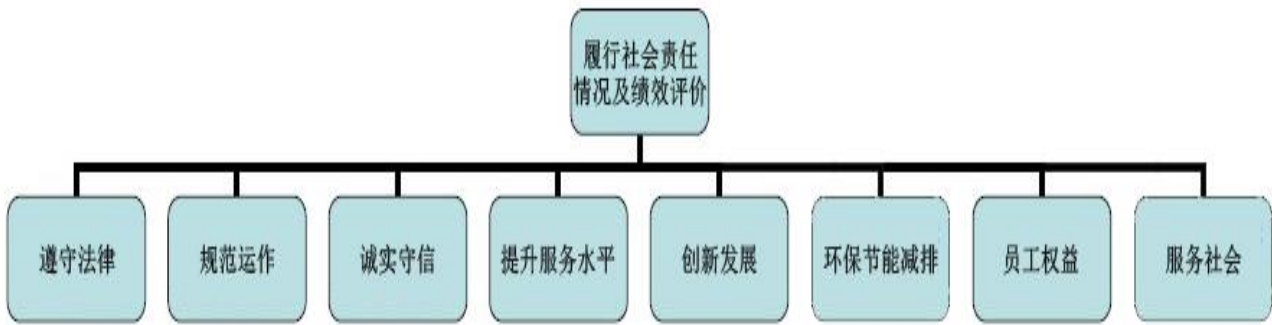 履行社会责任
情况及绩效评价
遵守法律
规范运作
诚实守信
提升服务水平
创新发展
环保节能减排
员工权益
服务社会